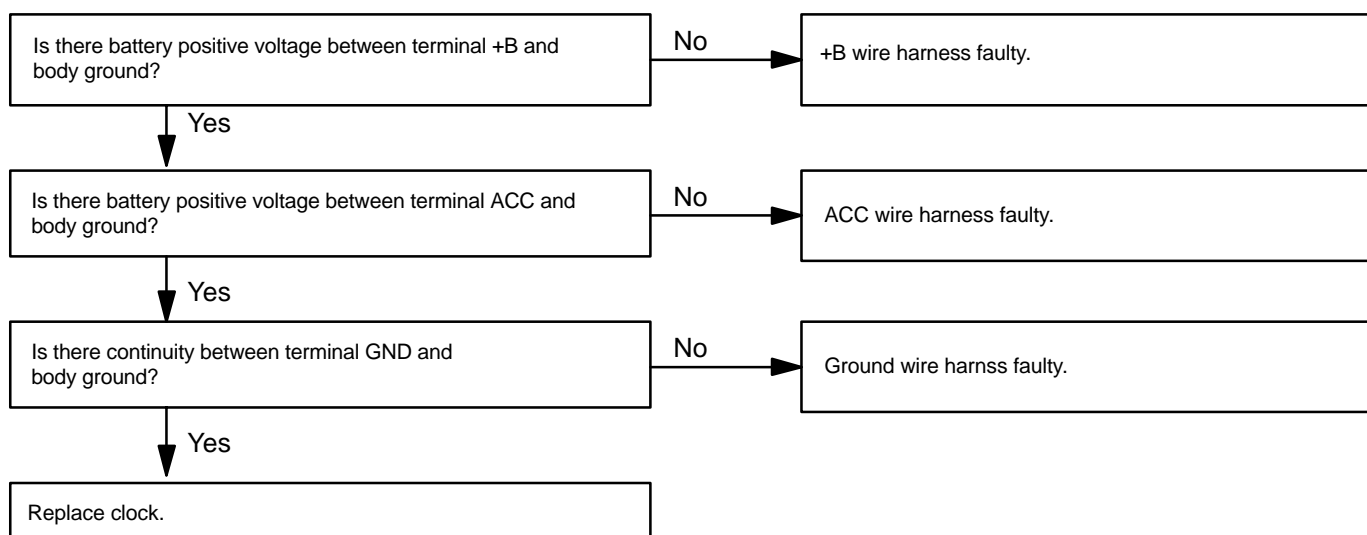 Is there battery positive voltage between terminal +B and
body ground?
No
+B wire harness faulty.
Yes
Is there battery positive voltage between terminal ACC and
body ground?
No
ACC wire harness faulty.
Yes
Is there continuity between terminal GND and
body ground?
No
Ground wire harnss faulty.
Yes
Replace clock.